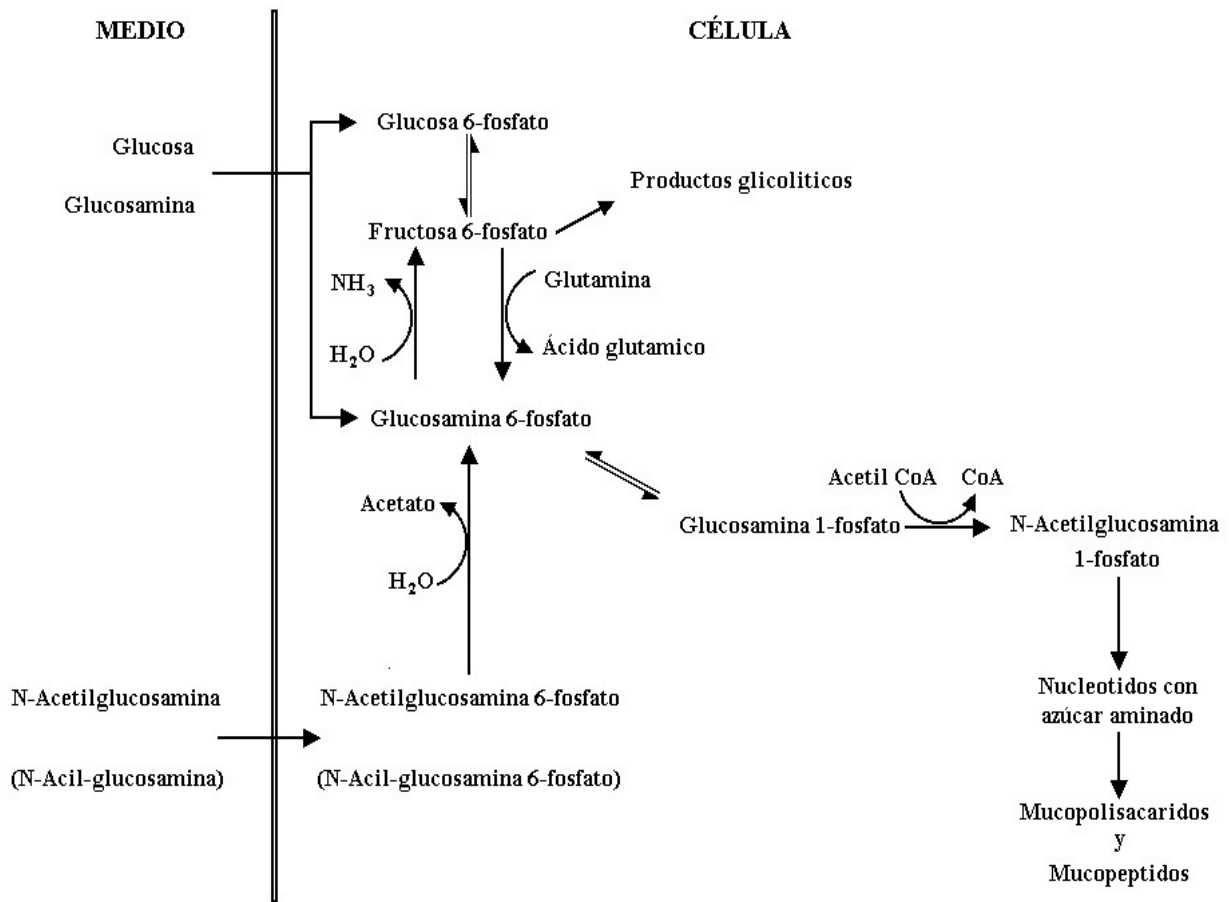 MEDIO
CÉLULA
Glucosa 6-fosfato
Glucosa
Glucosamina
Productos glicoliticos
Fructosa 6-fosfato
NH3
Glutamina
H2O
Ácido glutamico
Glucosamina 6-fosfato
Acetil CoA
CoA
Acetato
Glucosamina 1-fosfato
N-Acetilglucosamina
1-fosfato
H2O
N-Acetilglucosamina
N-Acetilglucosamina 6-fosfato
Nucleotidos con
azúcar aminado
(N-Acil-glucosamina)
(N-Acil-glucosamina 6-fosfato)
Mucopolisacaridos
y
Mucopeptidos